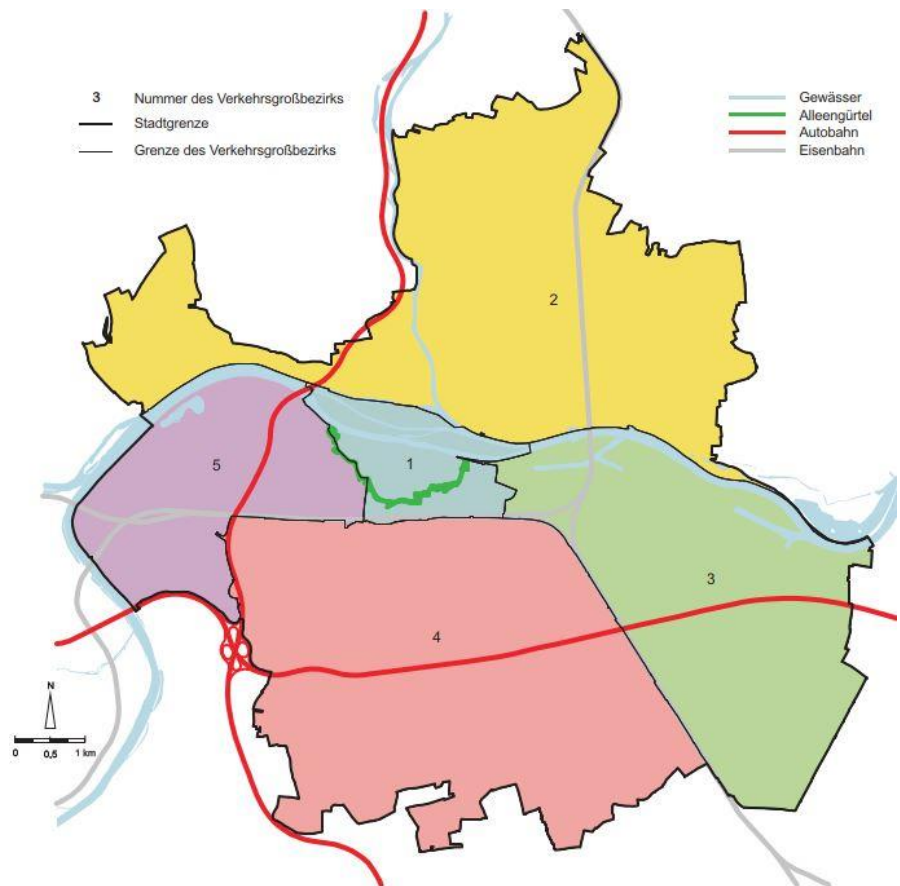 3 Nummer des Verkehrsgroßbezirks
Stadtgrenze
Grenze des Verkehrsgroßbezirks
Gewässer
Alleengürtel
Autobahn
Eisenbahn
2
1
5
3
4
N
0 0,5 1 km